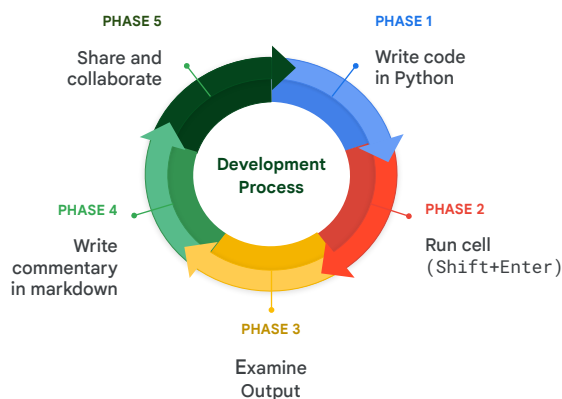 PHASE 5
Share and
collaborate
PHASE 1
Write code
in Python
Development
Process
PHASE 4
Write
commentary
in markdown
PHASE 2
Run cell
(Shift+Enter)
PHASE 3
Examine
Output